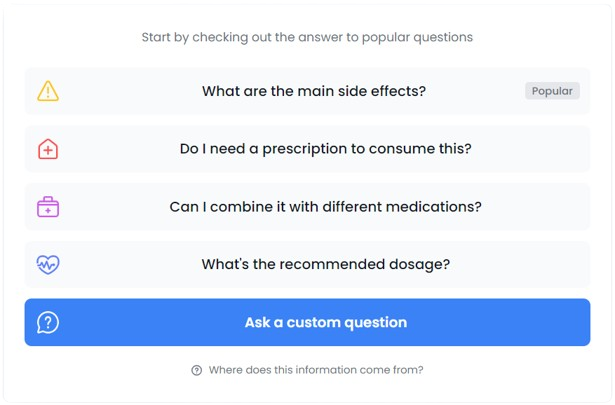 Start by checking out the answer to popular questions
What are the main side effects?
Popular
Do I need a prescription to consume this?
Can I combine it with different medications?
What's the recommended dosage?
Ask a custom question
Where does this information come from?